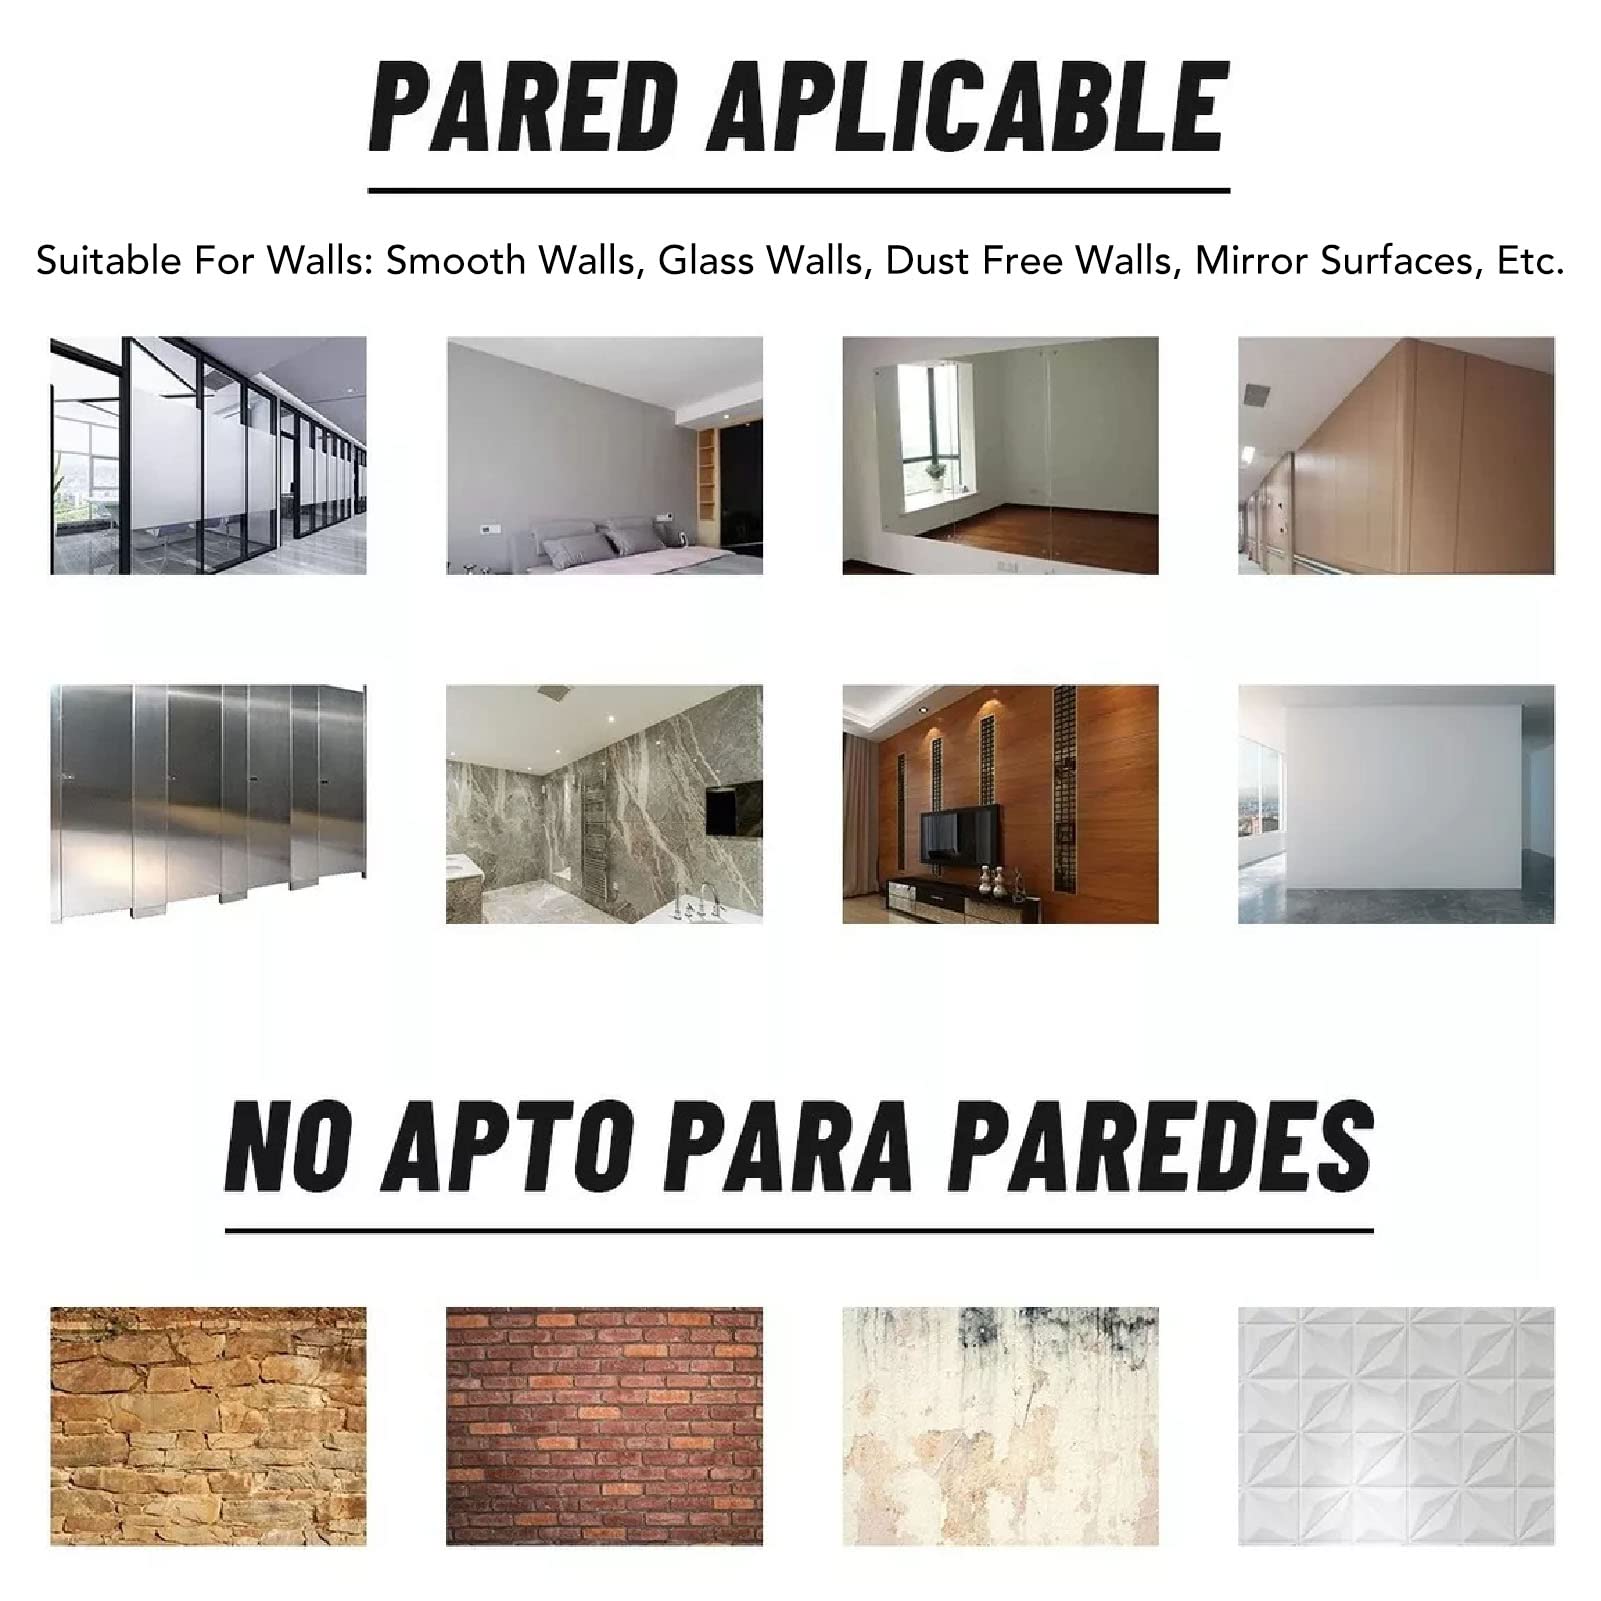 PARED APLICABLE
Suitable For Walls: Smooth Walls, Glass Walls, Dust Free Walls, Mirror Surfaces, Etc.
NO APTO PARA PAREDES